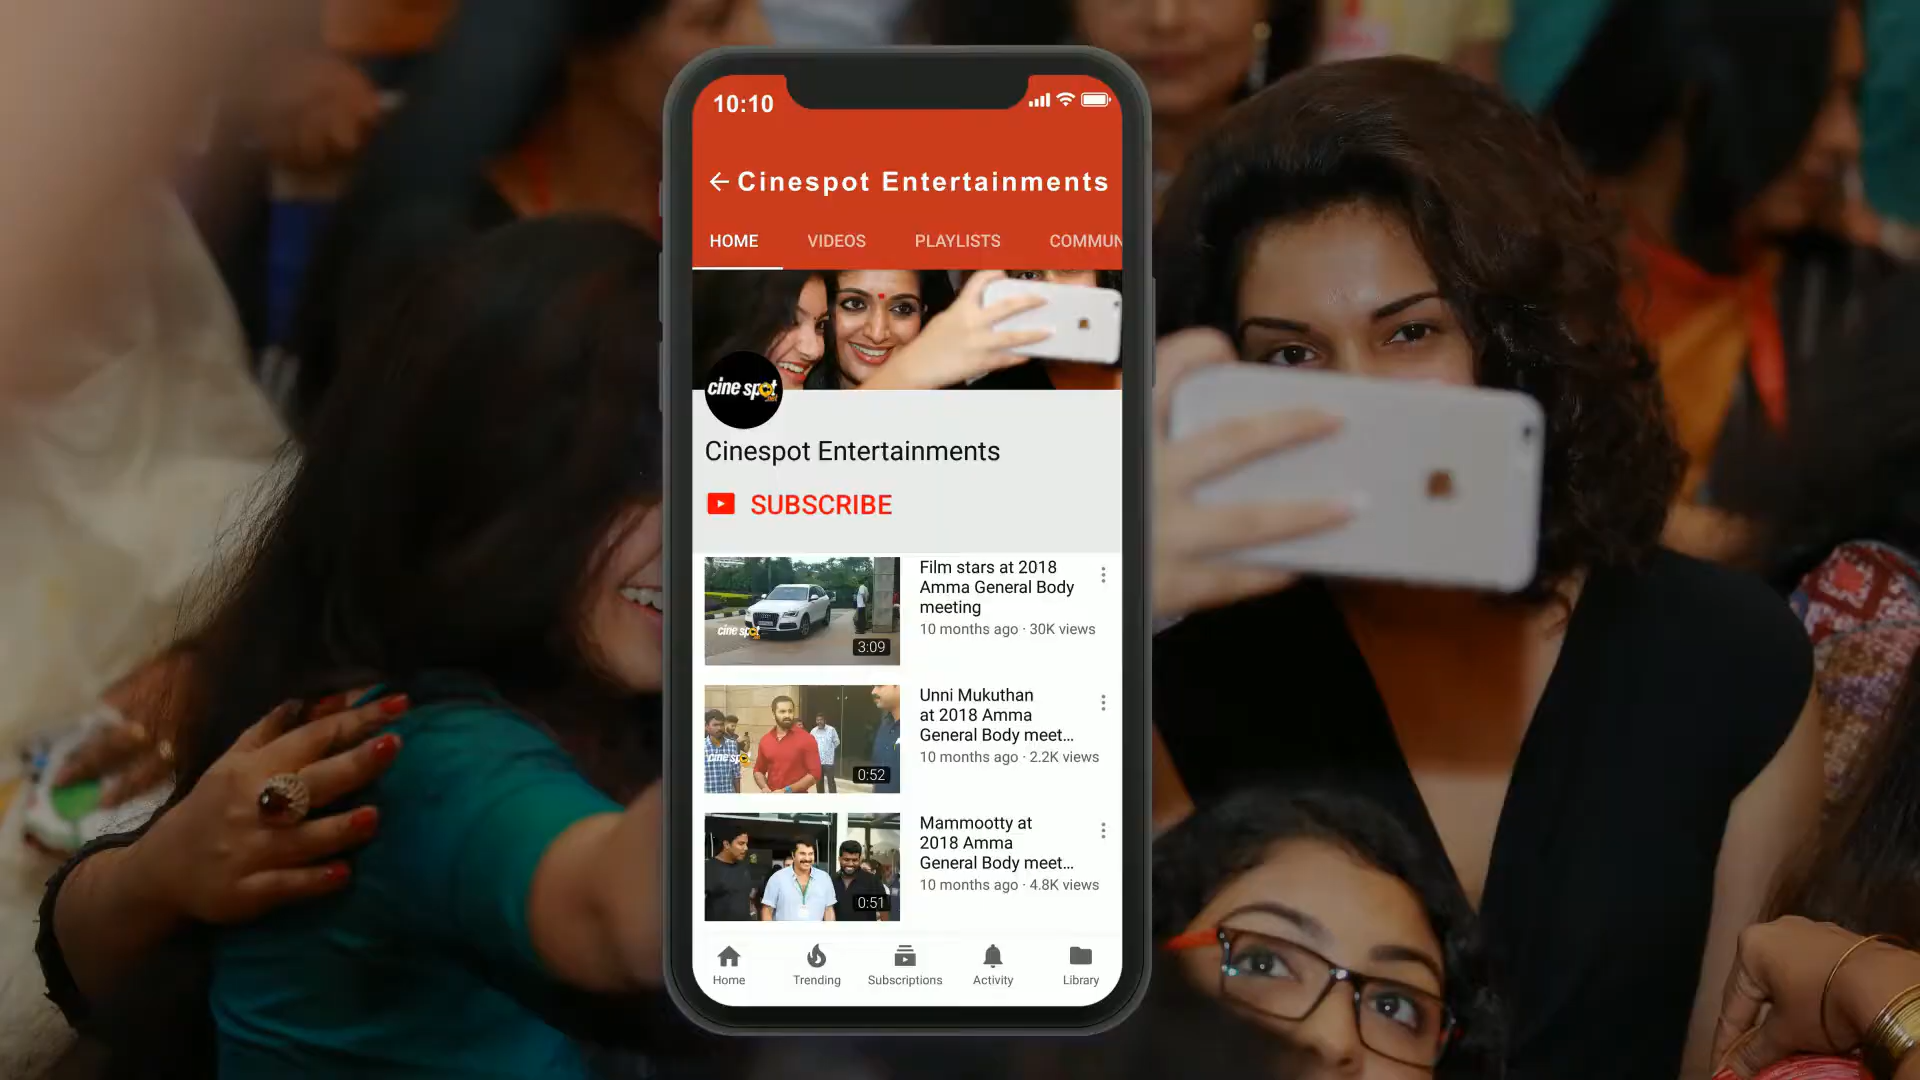 10:10
Cinespot Entertainments
HOME VIDEOS PLAYLISTS COMMUN
cine spot
.net
Cinespot Entertainments
SUBSCRIBE
Film stars at 2018
Amma General Body
meeting
10 months ago · 30K views
cine spot
3:09
Unni Mukuthan
at 2018 Amma
General Body meet...
10 months ago · 2.2K views
cine spot
0:52
Mammootty at
2018 Amma
General Body meet...
10 months ago · 4.8K views
0:51
Home Trending Subscriptions Activity Library